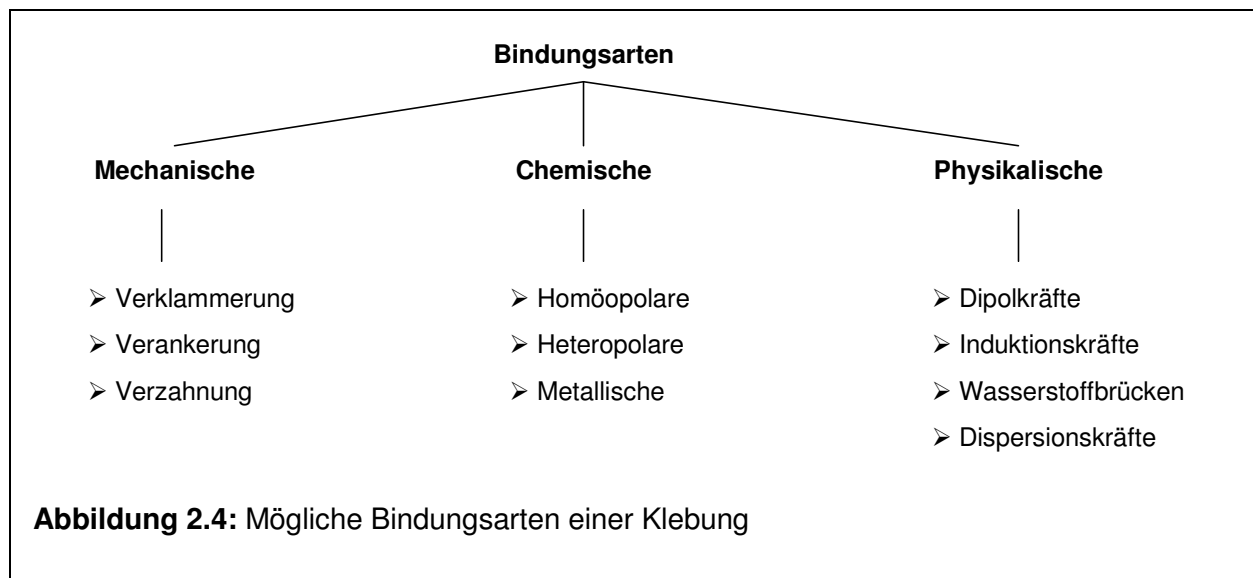 Bindungsarten
Mechanische Chemische Physikalische
➢ Verklammerung ➢ Homöopolare ➢ Dipolkräfte
➢ Verankerung ➢ Heteropolare ➢ Induktionskräfte
➢ Verzahnung ➢ Metallische ➢ Wasserstoffbrücken
➢ Dispersionskräfte
Abbildung 2.4: Mögliche Bindungsarten einer Klebung